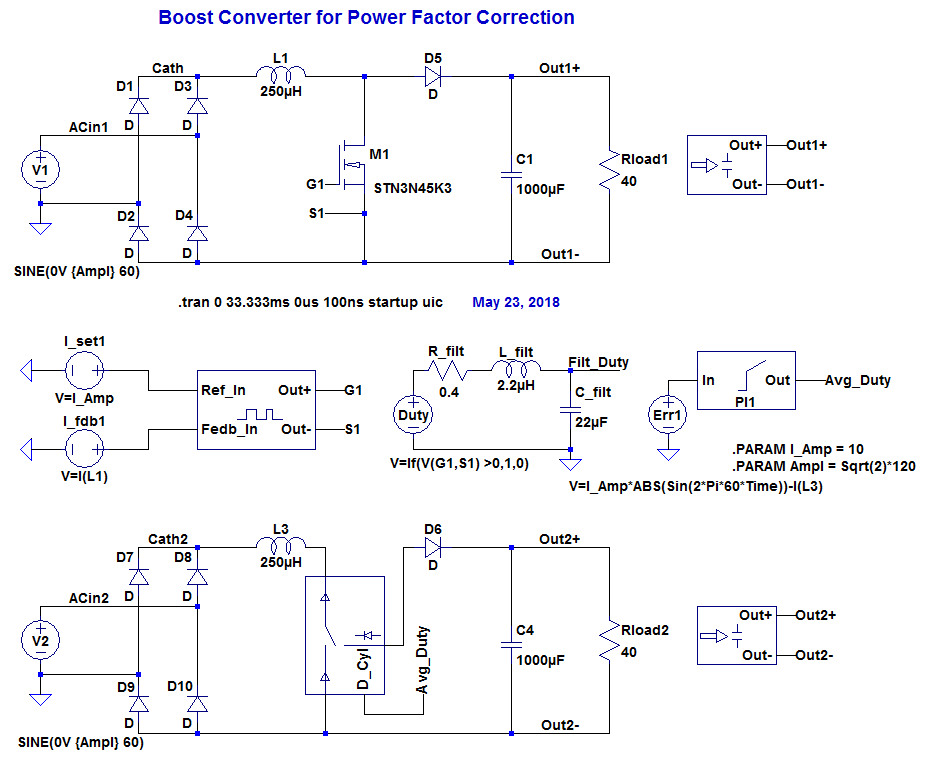 Boost Converter for Power Factor Correction
Cath
L1
D5
Out1+
D1
D3
250µH
D
ACin1
D
D
Out+
Out1+
V1
M1
C1
Rload1
G1
STN3N45K3
1000µF
40
Out-
Out1-
S1
D2
D4
D
D
Out1-
SINE(0V {Ampl} 60)
.tran 0 33.333ms 0us 100ns startup uic
May 23, 2018
I_set1
R_filt
L_filt
Filt_Duty
V=I_Amp
Ref_In
Out+
G1
0.4
2.2µH
C_filt
In
Out
Avg_Duty
I_fdb1
PI1
Duty
22µF
Err1
Fedb_In
Out-
S1
V=I(L1)
V=If(V(G1,S1) >0,1,0)
.PARAM I_Amp = 10
.PARAM Ampl = Sqrt(2)*120
V=I_Amp*ABS(Sin(2*Pi*60*Time))-I(L3)
Cath2
L3
D6
Out2+
D7
D8
250µH
D
ACin2
D
D
Out+
Out2+
V2
D_Cyl
Avg_Duty
C4
Rload2
1000µF
40
Out-
Out2-
D9
D10
D
D
Out2-
SINE(0V {Ampl} 60)